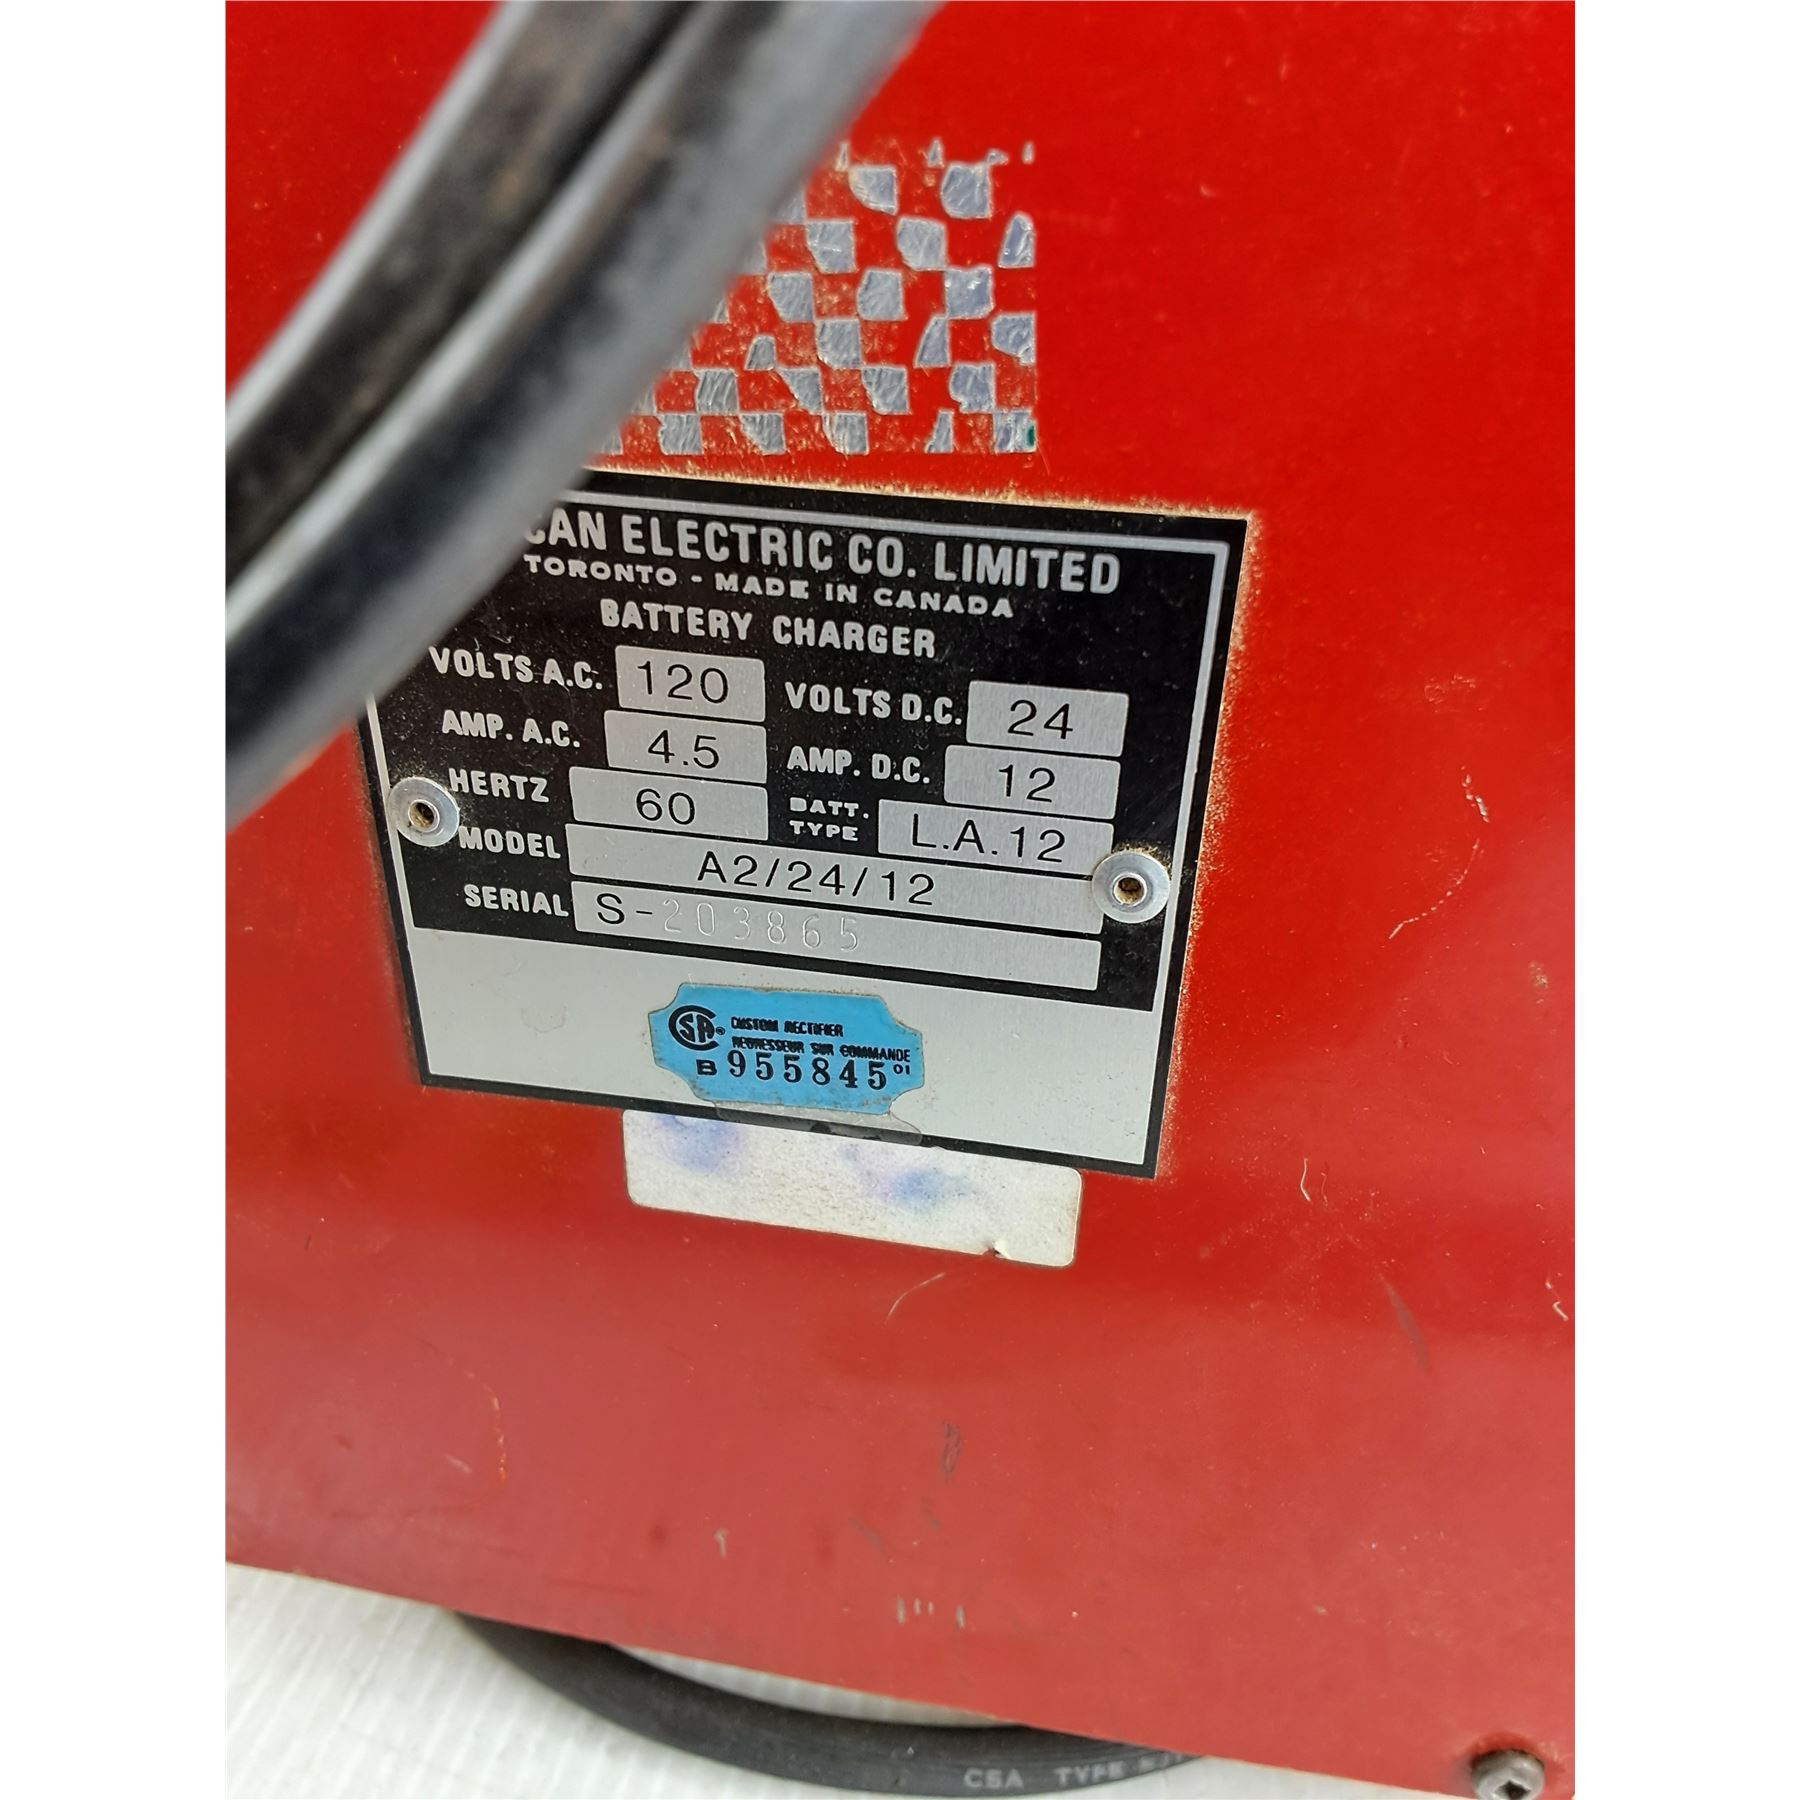 CAN ELECTRIC CO. LIMITED
TORONTO - MADE IN CANADA
BATTERY CHARGER
VOLTS A.C. 120 VOLTS D.C. 24
AMP. A.C. 4.5 AMP. D.C. 12
HERTZ 60 BATT. TYPE L.A.12
MODEL A2/24/12
SERIAL S-203865
CSA® CUSTOM RECTIFIER
REDRESSEUR SUR COMMANDE
B 955845 01
CSA TYPE